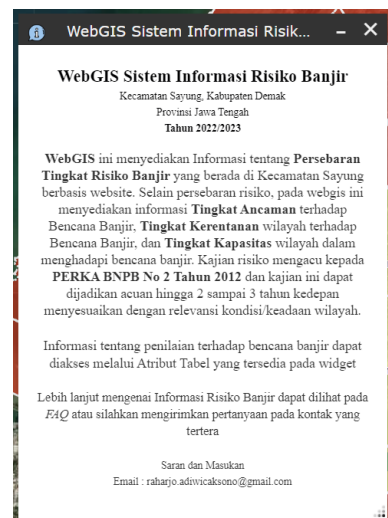 WebGIS Sistem Informasi Risik...
WebGIS Sistem Informasi Risiko Banjir
Kecamatan Sayung, Kabupaten Demak
Provinsi Jawa Tengah
Tahun 2022/2023
WebGIS ini menyediakan Informasi tentang Persebaran
Tingkat Risiko Banjir yang berada di Kecamatan Sayung
berbasis website. Selain persebaran risiko, pada webgis ini
menyediakan informasi Tingkat Ancaman terhadap
Bencana Banjir, Tingkat Kerentanan wilayah terhadap
Bencana Banjir, dan Tingkat Kapasitas wilayah dalam
menghadapi bencana banjir. Kajian risiko mengacu kepada
PERKA BNPB No 2 Tahun 2012 dan kajian ini dapat
dijadikan acuan hingga 2 sampai 3 tahun kedepan
menyesuaikan dengan relevansi kondisi/keadaan wilayah.
Informasi tentang penilaian terhadap bencana banjir dapat
diakses melalui Atribut Tabel yang tersedia pada widget
Lebih lanjut mengenai Informasi Risiko Banjir dapat dilihat pada
FAQ atau silahkan mengirimkan pertanyaan pada kontak yang
tertera
Saran dan Masukan
Email : raharjo.adiwicaksono@gmail.com